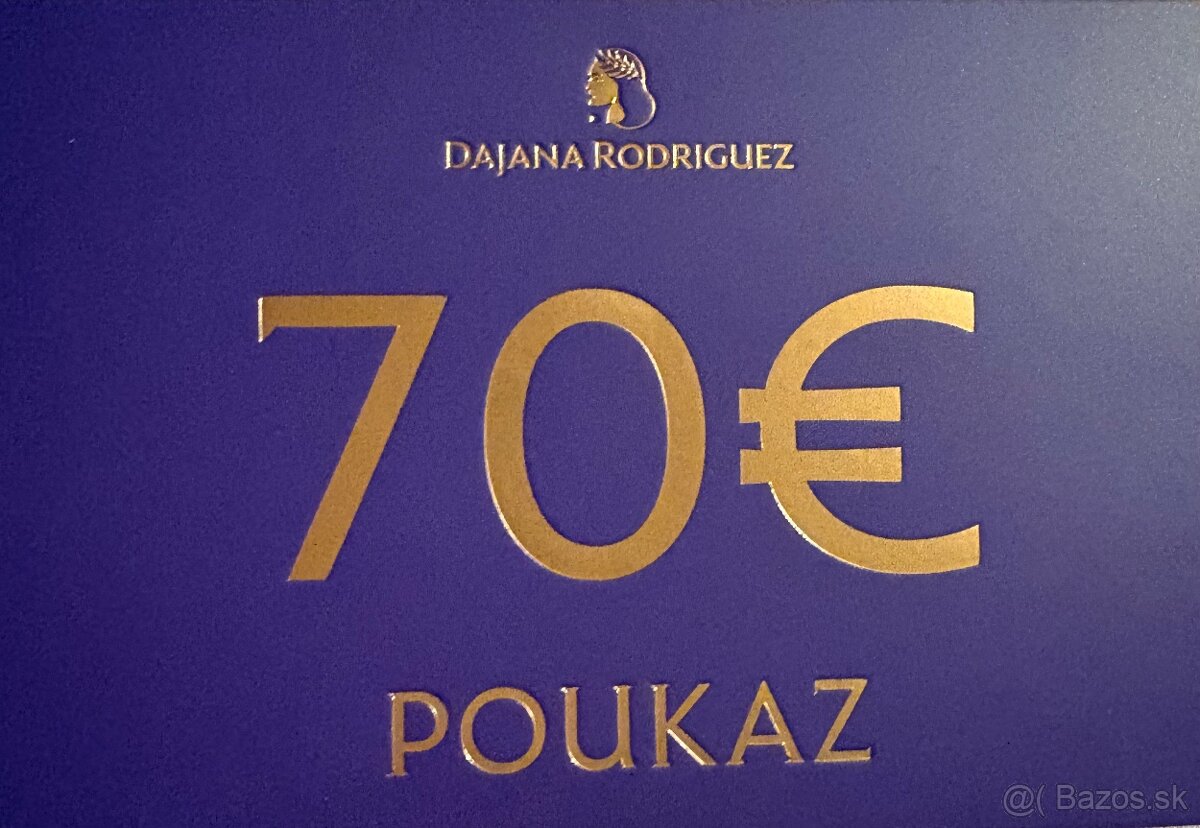 DAJANA RODRIGUEZ
70€
POUKAZ
@( Bazos.sk